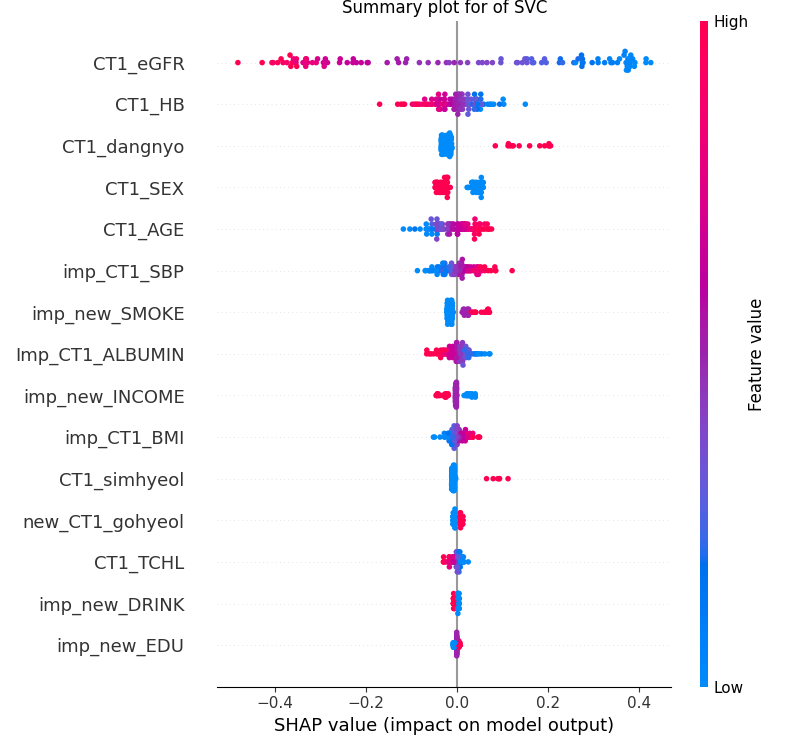 Summary plot for of SVC
High
CT1_eGFR
CT1_HB
CT1_dangnyo
CT1_SEX
CT1_AGE
imp_CT1_SBP
imp_new_SMOKE
Imp_CT1_ALBUMIN
imp_new_INCOME
imp_CT1_BMI
CT1_simhyeol
new_CT1_gohyeol
CT1_TCHL
imp_new_DRINK
imp_new_EDU
Feature value
Low
−0.4 −0.2 0.0 0.2 0.4
SHAP value (impact on model output)